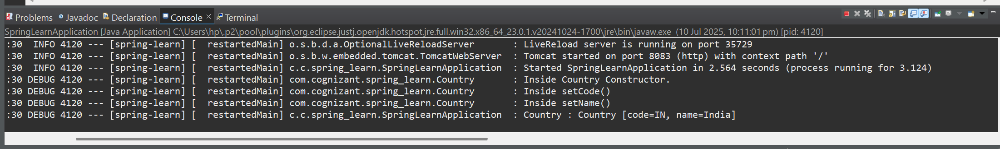 Problems Javadoc Declaration Console Terminal
SpringLearnApplication [Java Application] C:\Users\hp\.p2\pool\plugins\org.eclipse.justj.openjdk.hotspot.jre.full.win32.x86_64_23.0.1.v20241024-1700\jre\bin\javaw.exe (10 Jul 2025, 10:11:01 pm) [pid: 4120]
:30  INFO 4120 --- [spring-learn] [  restartedMain] o.s.b.d.a.OptionalLiveReloadServer       : LiveReload server is running on port 35729
:30  INFO 4120 --- [spring-learn] [  restartedMain] o.s.b.w.embedded.tomcat.TomcatWebServer  : Tomcat started on port 8083 (http) with context path '/'
:30  INFO 4120 --- [spring-learn] [  restartedMain] c.c.spring_learn.SpringLearnApplication  : Started SpringLearnApplication in 2.564 seconds (process running for 3.124)
:30 DEBUG 4120 --- [spring-learn] [  restartedMain] com.cognizant.spring_learn.Country       : Inside Country Constructor.
:30 DEBUG 4120 --- [spring-learn] [  restartedMain] com.cognizant.spring_learn.Country       : Inside setCode()
:30 DEBUG 4120 --- [spring-learn] [  restartedMain] com.cognizant.spring_learn.Country       : Inside setName()
:30 DEBUG 4120 --- [spring-learn] [  restartedMain] c.c.spring_learn.SpringLearnApplication  : Country : Country [code=IN, name=India]